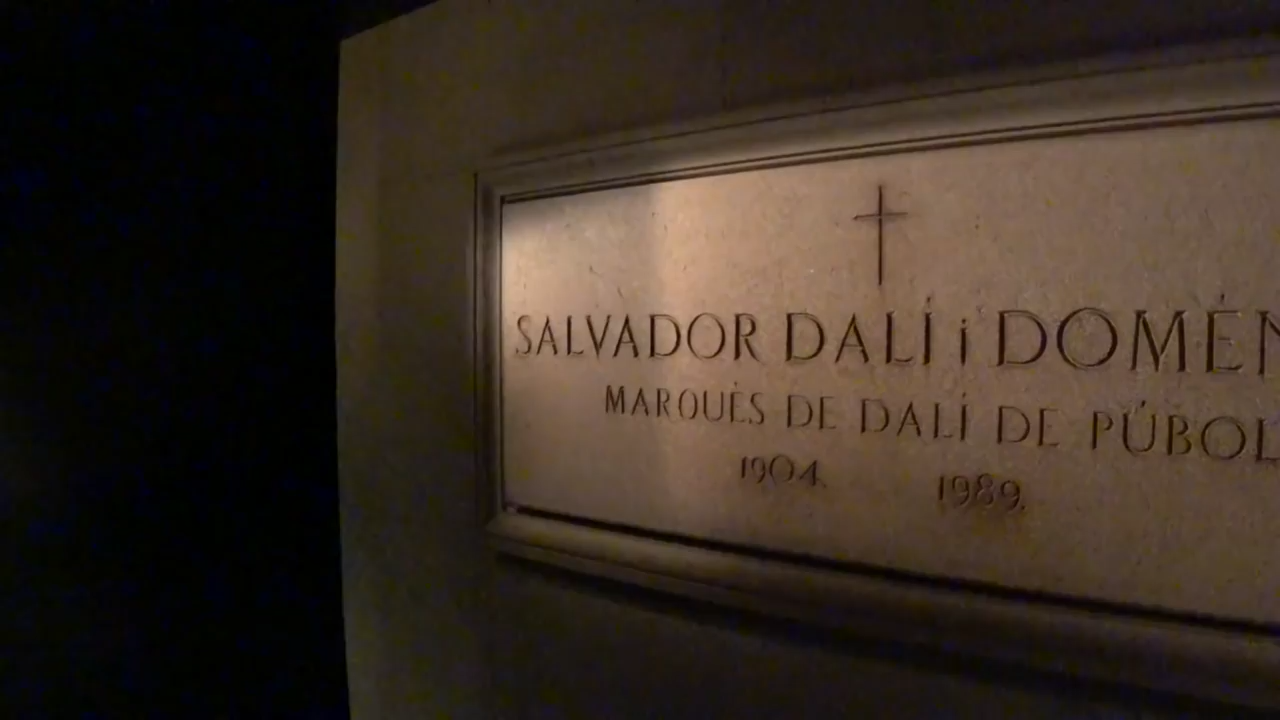 SALVADOR DALÍ i DOMÈN
MARQUÈS DE DALÍ DE PÚBOL
1904. 1989.